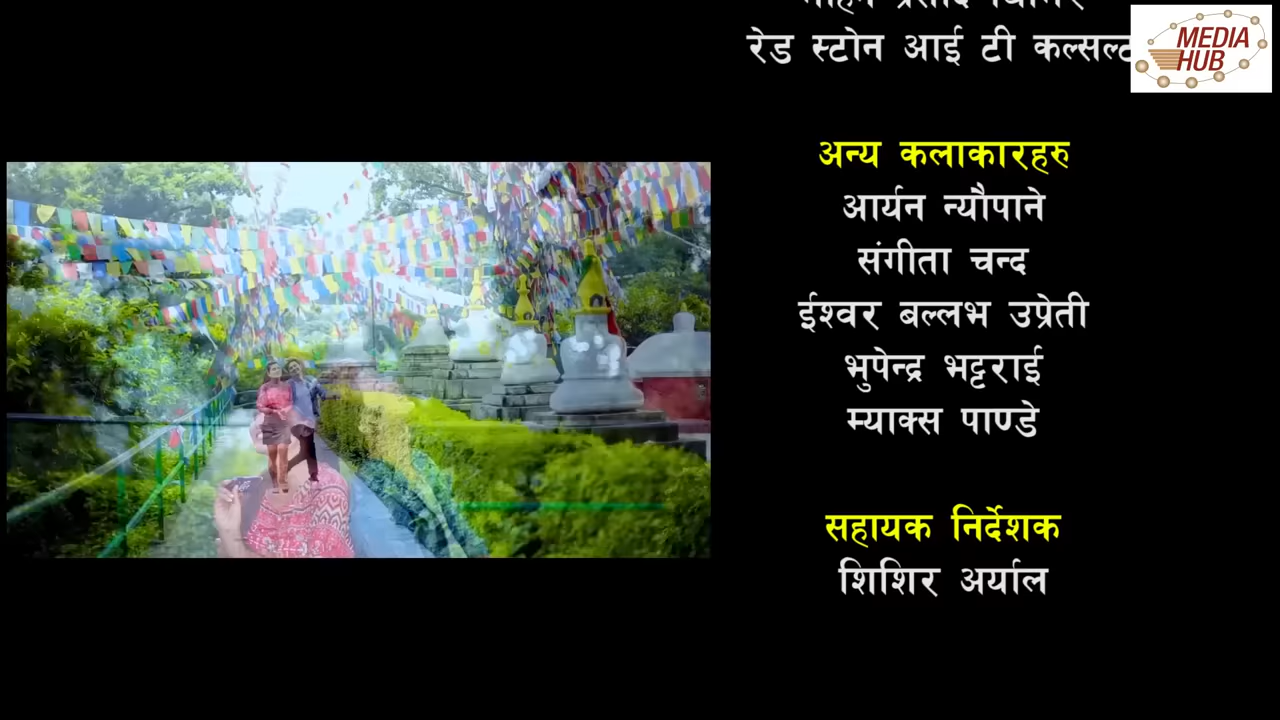 रेड स्टोन आई टी कल्सल्ट
MEDIA
HUB
अन्य कलाकारहरु
आर्यन न्यौपाने
संगीता चन्द
ईश्वर बल्लभ उप्रेती
भुपेन्द्र भट्टराई
म्याक्स पाण्डे
सहायक निर्देशक
शिशिर अर्याल